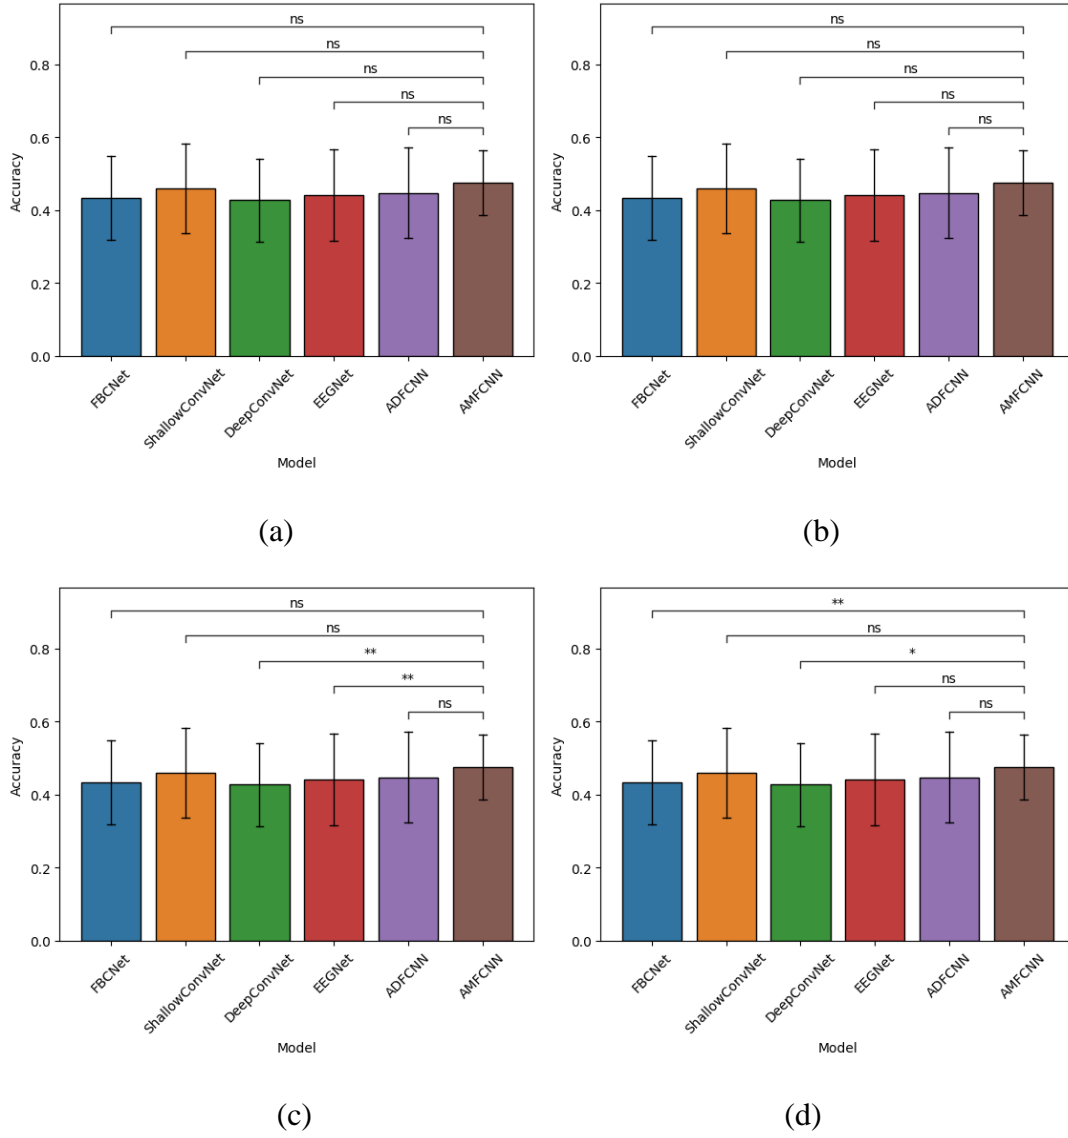 ns
ns
ns
ns
ns
0.8
0.6
0.4
0.2
0.0
Accuracy
FBCNet
ShallowConvNet
DeepConvNet
EEGNet
ADFCNN
AMFCNN
Model
(a)
ns
ns
ns
ns
ns
0.8
0.6
0.4
0.2
0.0
Accuracy
FBCNet
ShallowConvNet
DeepConvNet
EEGNet
ADFCNN
AMFCNN
Model
(b)
ns
ns
**
**
ns
0.8
0.6
0.4
0.2
0.0
Accuracy
FBCNet
ShallowConvNet
DeepConvNet
EEGNet
ADFCNN
AMFCNN
Model
(c)
**
ns
*
ns
ns
0.8
0.6
0.4
0.2
0.0
Accuracy
FBCNet
ShallowConvNet
DeepConvNet
EEGNet
ADFCNN
AMFCNN
Model
(d)